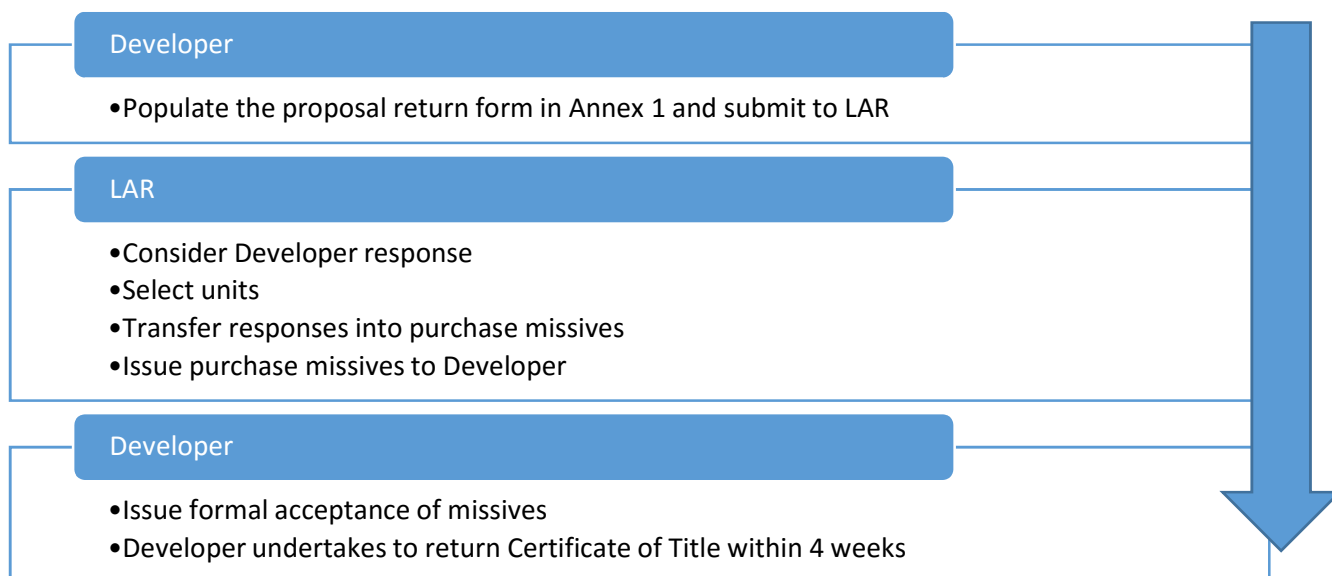 Developer
•Populate the proposal return form in Annex 1 and submit to LAR
LAR
•Consider Developer response
•Select units
•Transfer responses into purchase missives
•Issue purchase missives to Developer
Developer
•Issue formal acceptance of missives
•Developer undertakes to return Certificate of Title within 4 weeks